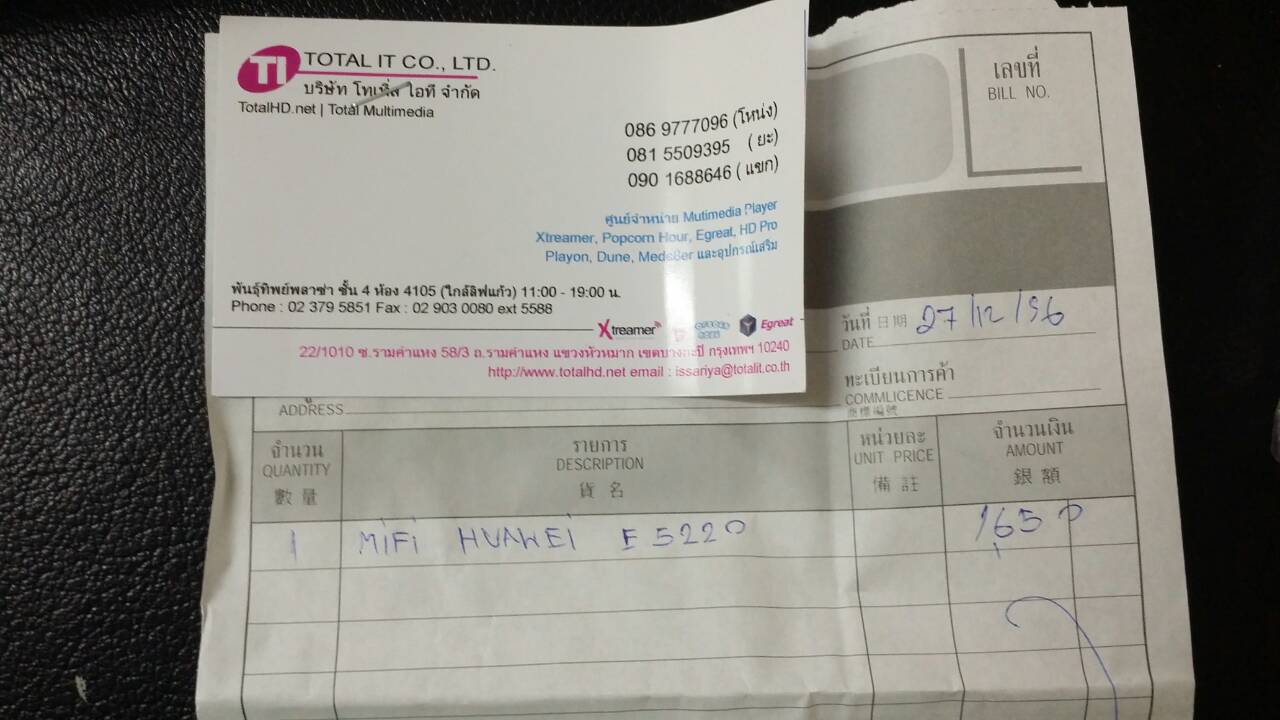 TI TOTAL IT CO., LTD.
บริษัท โทเทิ่ล ไอที จำกัด
TotalHD.net | Total Multimedia
086 9777096 (โหน่ง)
081 5509395 (ยะ)
090 1688646 (แขก)
ศูนย์จำหน่าย Mutimedia Player
Xtreamer, Popcorn Hour, Egreat, HD Pro
Playon, Dune, Mede8er และอุปกรณ์เสริม
พันธุ์ทิพย์พลาซ่า ชั้น 4 ห้อง 4105 (ใกล้ลิฟแก้ว) 11:00 - 19:00 น.
Phone : 02 379 5851 Fax : 02 903 0080 ext 5588
Xtreamer Egreat
22/1010 ซ.รามคำแหง 58/3 ถ.รามคำแหง แขวงหัวหมาก เขตบางกะปิ กรุงเทพฯ 10240
http://www.totalhd.net email : issariya@totalit.co.th
เลขที่
BILL NO.
วันที่ 日期 27/12/56
DATE
ทะเบียนการค้า
COMMLICENCE
商標編號
ADDRESS
จำนวน รายการ หน่วยละ จำนวนเงิน
QUANTITY DESCRIPTION UNIT PRICE AMOUNT
數量 貨名 備註 銀額
1 MiFi HUAWEI E5220 1650